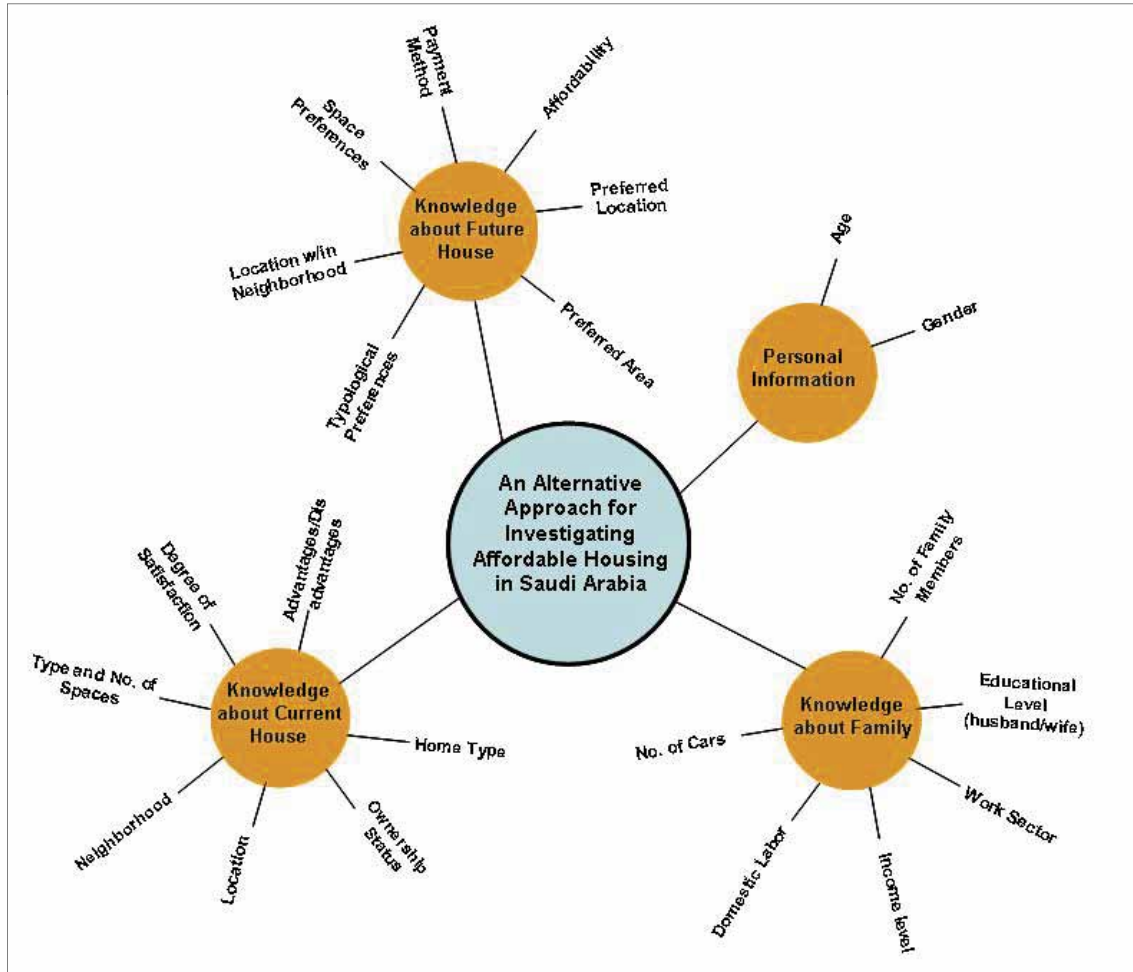 Payment
Method
Affordability
Space
Preferences
Preferred
Location
Knowledge
about Future
House
Location w/in
Neighborhood
Typological
Preferences
Preferred Area
Age
Gender
Personal
Information
An Alternative
Approach for
Investigating
Affordable Housing
in Saudi Arabia
Advantages/Dis
advantages
Degree of
Satisfaction
Type and No. of
Spaces
Knowledge
about Current
House
Home Type
Neighborhood
Location
Ownership
Status
No. of Family
Members
Educational
Level
(husband/wife)
Knowledge
about Family
No. of Cars
Work Sector
Domestic Labor
Income level